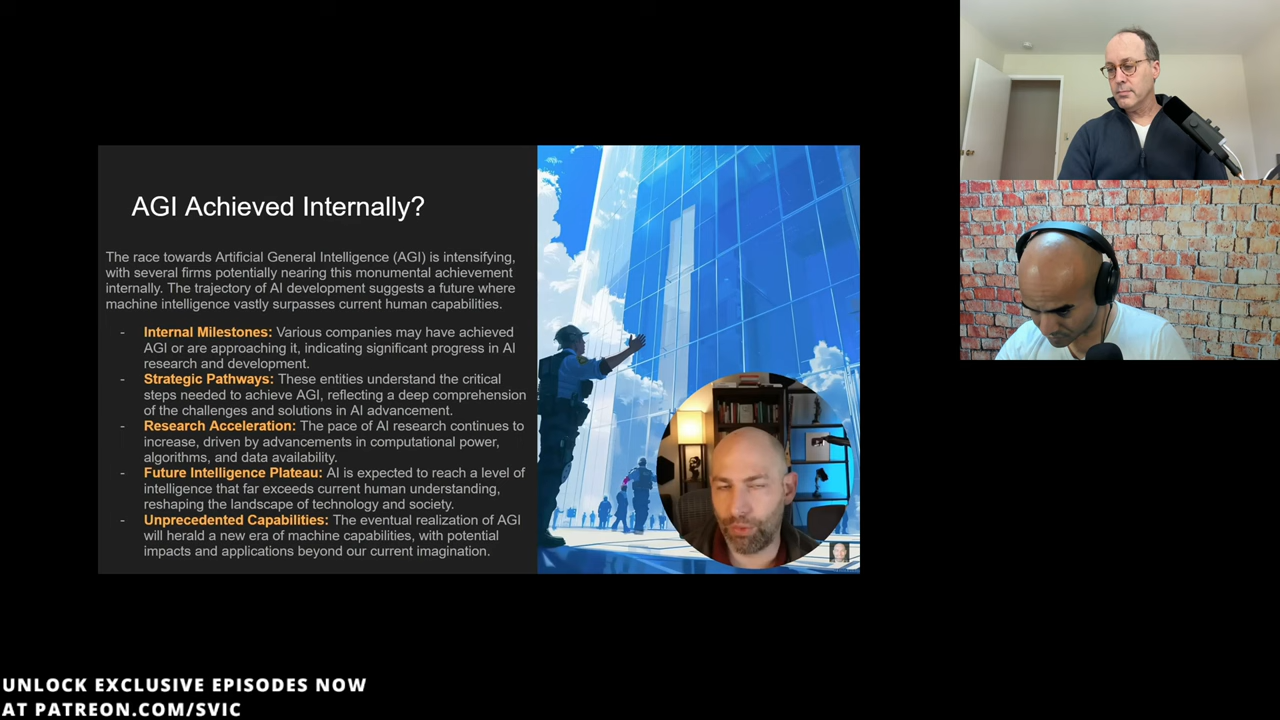 AGI Achieved Internally?
The race towards Artificial General Intelligence (AGI) is intensifying,
with several firms potentially nearing this monumental achievement
internally. The trajectory of AI development suggests a future where
machine intelligence vastly surpasses current human capabilities.
- Internal Milestones: Various companies may have achieved
AGI or are approaching it, indicating significant progress in AI
research and development.
- Strategic Pathways: These entities understand the critical
steps needed to achieve AGI, reflecting a deep comprehension
of the challenges and solutions in AI advancement.
- Research Acceleration: The pace of AI research continues to
increase, driven by advancements in computational power,
algorithms, and data availability.
- Future Intelligence Plateau: AI is expected to reach a level of
intelligence that far exceeds current human understanding,
reshaping the landscape of technology and society.
- Unprecedented Capabilities: The eventual realization of AGI
will herald a new era of machine capabilities, with potential
impacts and applications beyond our current imagination.
UNLOCK EXCLUSIVE EPISODES NOW
AT PATREON.COM/SVIC